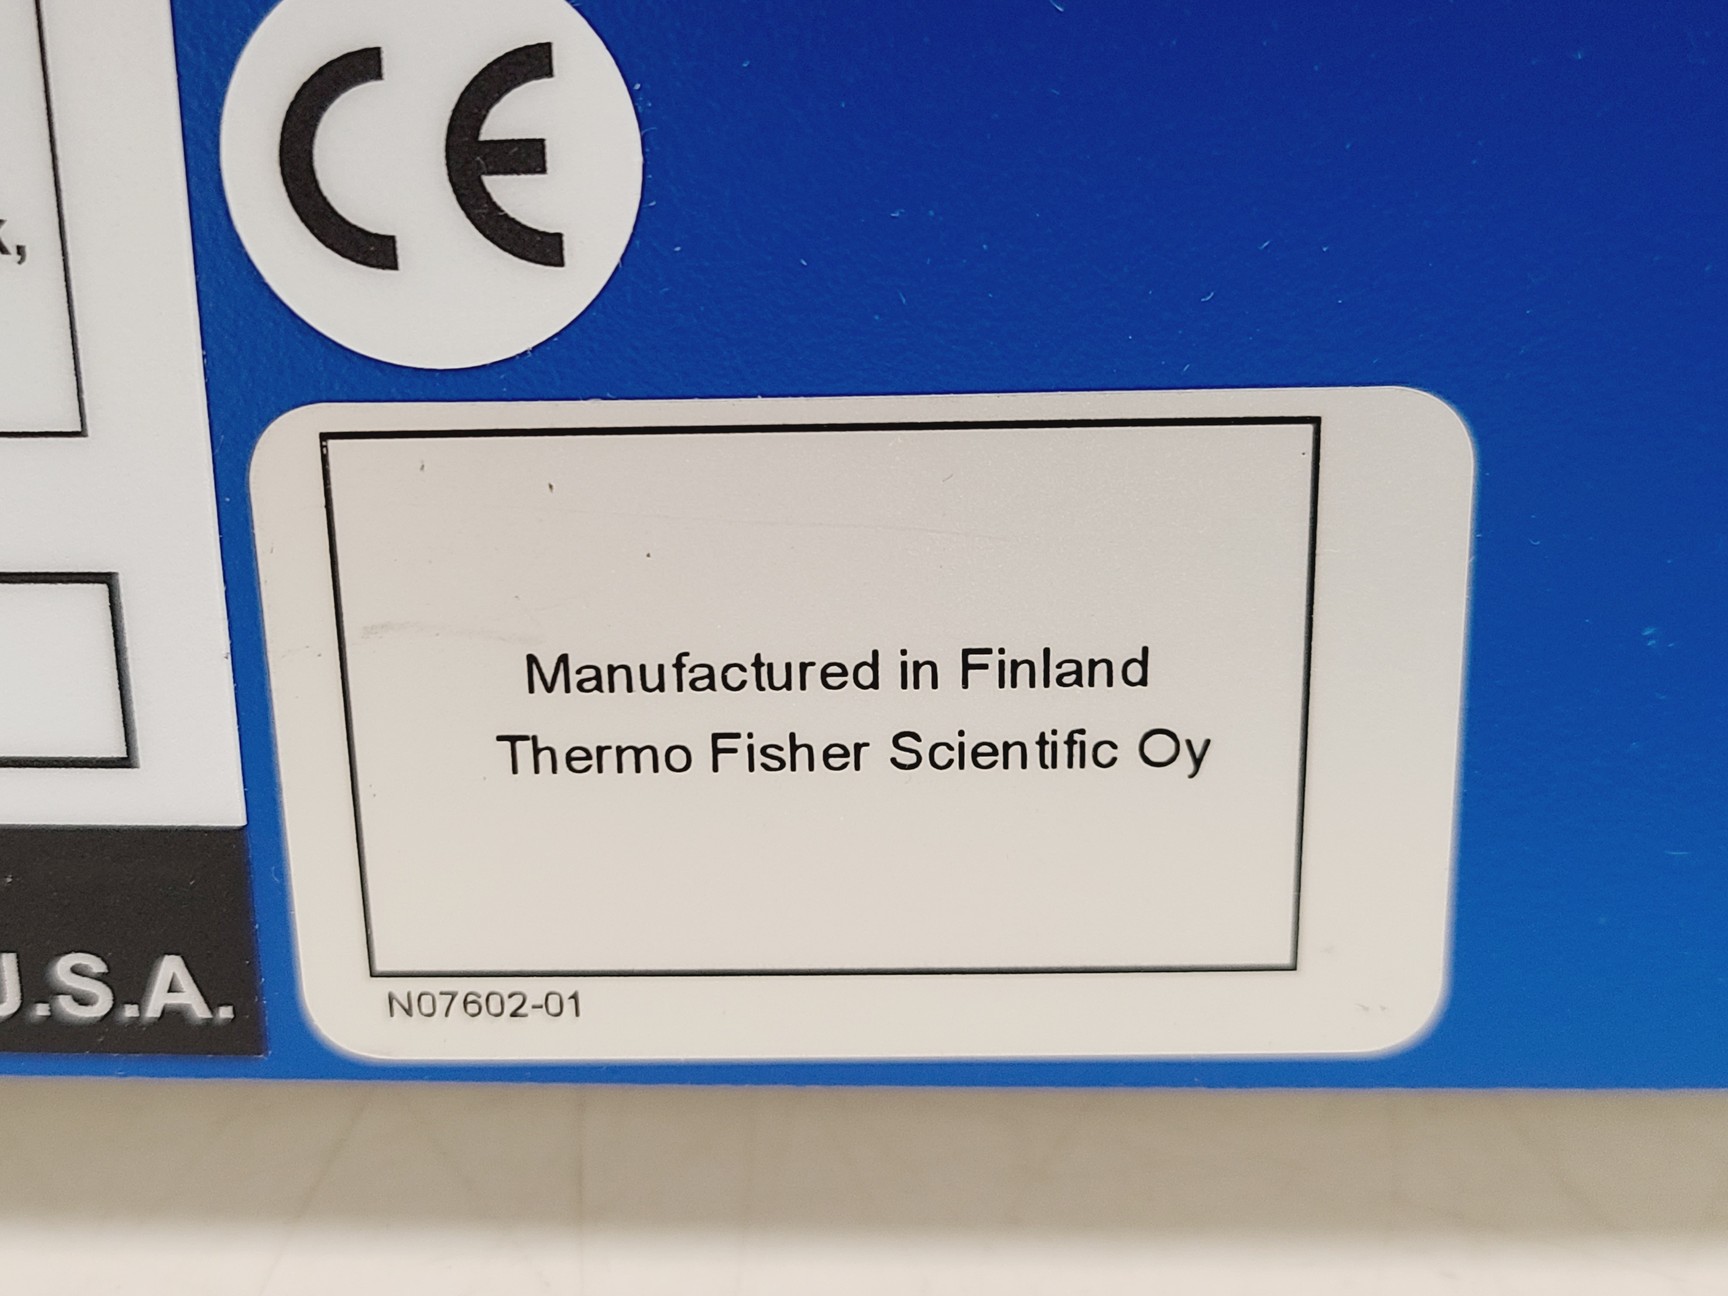 CE
Manufactured in Finland
Thermo Fisher Scientific Oy
N07602-01
U.S.A.